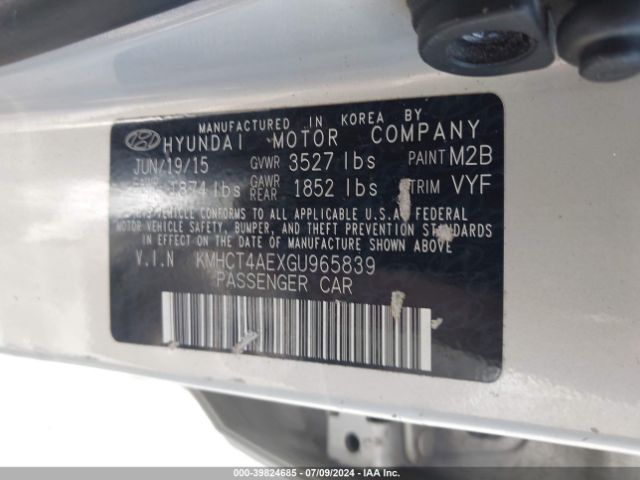 MANUFACTURED IN KOREA BY
HYUNDAI MOTOR COMPANY
JUN/19/15 GVWR 3527 lbs PAINT M2B
1874 lbs GAWR REAR 1852 lbs TRIM VYF
THIS VEHICLE CONFORMS TO ALL APPLICABLE U.S.A FEDERAL
MOTOR VEHICLE SAFETY, BUMPER, AND THEFT PREVENTION
STANDARDS IN EFFECT ON THE DATE OF MANUFACTURE SHOWN ABOVE.
V.I.N KMHCT4AEXGU965839
PASSENGER CAR
000-39824685 - 07/09/2024 - IAA Inc.